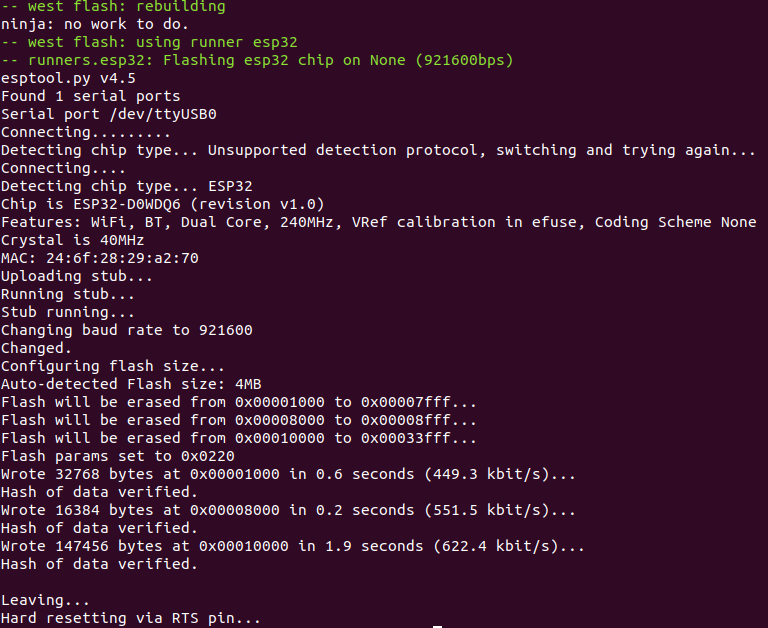 -- west flash: rebuilding
ninja: no work to do.
-- west flash: using runner esp32
-- runners.esp32: Flashing esp32 chip on None (921600bps)
esptool.py v4.5
Found 1 serial ports
Serial port /dev/ttyUSB0
Connecting.........
Detecting chip type... Unsupported detection protocol, switching and trying again...
Connecting....
Detecting chip type... ESP32
Chip is ESP32-D0WDQ6 (revision v1.0)
Features: WiFi, BT, Dual Core, 240MHz, VRef calibration in efuse, Coding Scheme None
Crystal is 40MHz
MAC: 24:6f:28:29:a2:70
Uploading stub...
Running stub...
Stub running...
Changing baud rate to 921600
Changed.
Configuring flash size...
Auto-detected Flash size: 4MB
Flash will be erased from 0x00001000 to 0x00007fff...
Flash will be erased from 0x00008000 to 0x00008fff...
Flash will be erased from 0x00010000 to 0x00033fff...
Flash params set to 0x0220
Wrote 32768 bytes at 0x00001000 in 0.6 seconds (449.3 kbit/s)...
Hash of data verified.
Wrote 16384 bytes at 0x00008000 in 0.2 seconds (551.5 kbit/s)...
Hash of data verified.
Wrote 147456 bytes at 0x00010000 in 1.9 seconds (622.4 kbit/s)...
Hash of data verified.
Leaving...
Hard resetting via RTS pin...